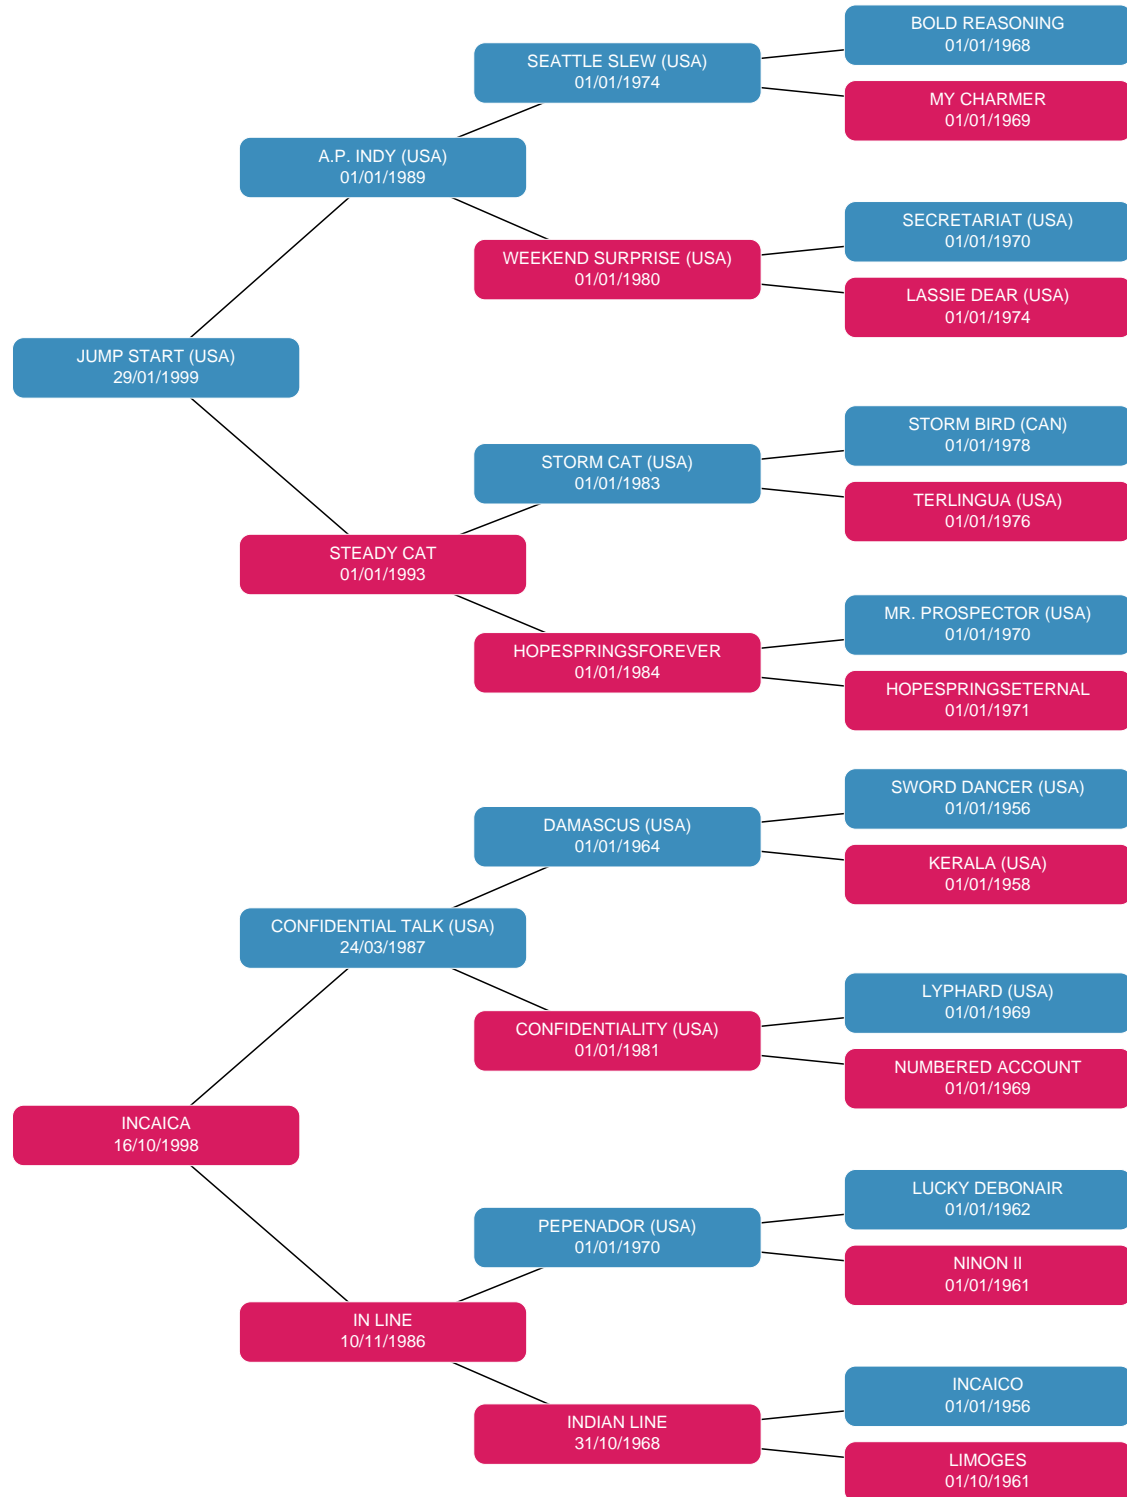 BOLD REASONING
01/01/1968
SEATTLE SLEW (USA)
01/01/1974
MY CHARMER
01/01/1969
A.P. INDY (USA)
01/01/1989
SECRETARIAT (USA)
01/01/1970
WEEKEND SURPRISE (USA)
01/01/1980
LASSIE DEAR (USA)
01/01/1974
JUMP START (USA)
29/01/1999
STORM BIRD (CAN)
01/01/1978
STORM CAT (USA)
01/01/1983
TERLINGUA (USA)
01/01/1976
STEADY CAT
01/01/1993
MR. PROSPECTOR (USA)
01/01/1970
HOPESPRINGSFOREVER
01/01/1984
HOPESPRINGSETERNAL
01/01/1971
SWORD DANCER (USA)
01/01/1956
DAMASCUS (USA)
01/01/1964
KERALA (USA)
01/01/1958
CONFIDENTIAL TALK (USA)
24/03/1987
LYPHARD (USA)
01/01/1969
CONFIDENTIALITY (USA)
01/01/1981
NUMBERED ACCOUNT
01/01/1969
INCAICA
16/10/1998
LUCKY DEBONAIR
01/01/1962
PEPENADOR (USA)
01/01/1970
NINON II
01/01/1961
IN LINE
10/11/1986
INCAICO
01/01/1956
INDIAN LINE
31/10/1968
LIMOGES
01/10/1961